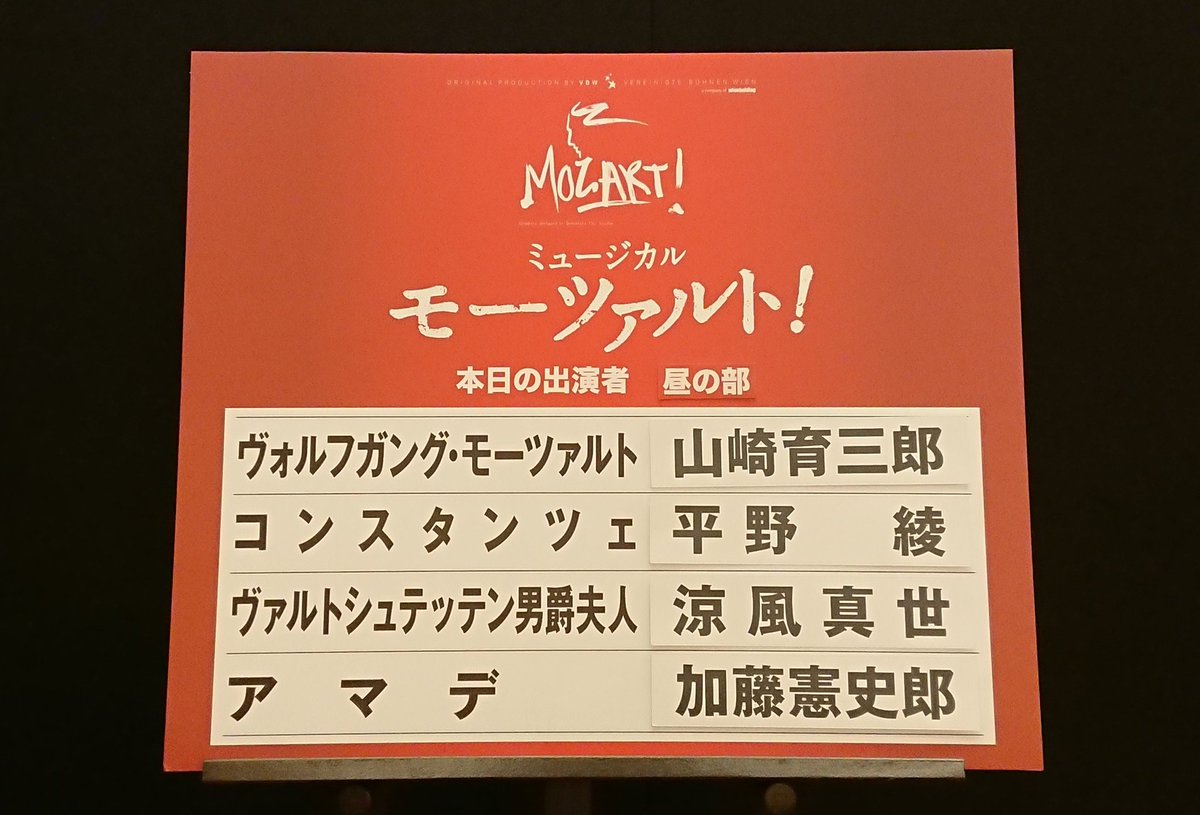 ORIGINAL PRODUCTION BY VBW VEREINIGTE BÜHNEN WIEN
a company of wienholding
MOZART!
ミュージカル
モーツァルト!
本日の出演者 昼の部
ヴォルフガング・モーツァルト 山崎育三郎
コンスタンツェ 平野 綾
ヴァルトシュテッテン男爵夫人 涼風真世
アマデ 加藤憲史郎